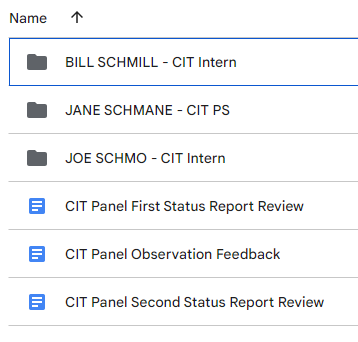 Name
BILL SCHMILL - CIT Intern
JANE SCHMANE - CIT PS
JOE SCHMO - CIT Intern
CIT Panel First Status Report Review
CIT Panel Observation Feedback
CIT Panel Second Status Report Review